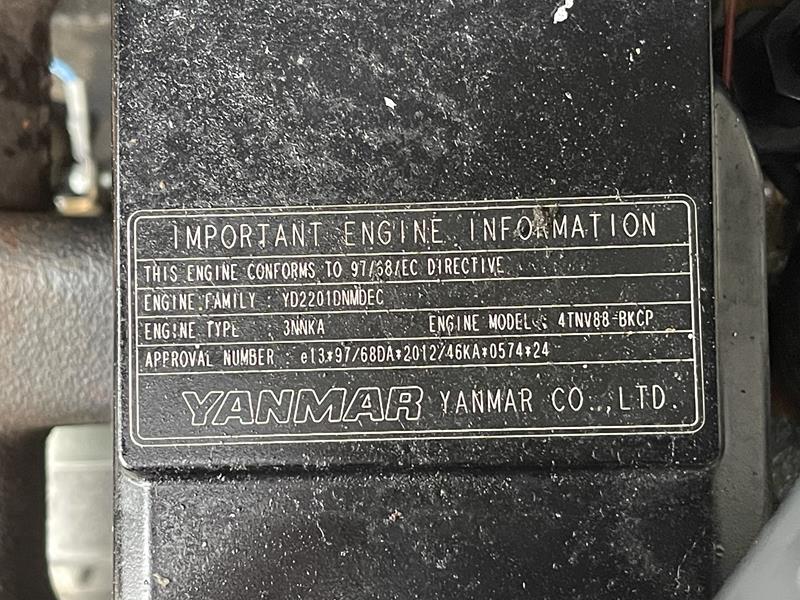 IMPORTANT ENGINE INFORMATION
THIS ENGINE CONFORMS TO 97/68/EC DIRECTIVE
ENGINE FAMILY : YD2201DNMDEC
ENGINE TYPE : 3NNKA ENGINE MODEL : 4TNV88-BKCP
APPROVAL NUMBER : e13*97/68DA*2012/46KA*0574*24
YANMAR YANMAR CO.,LTD.